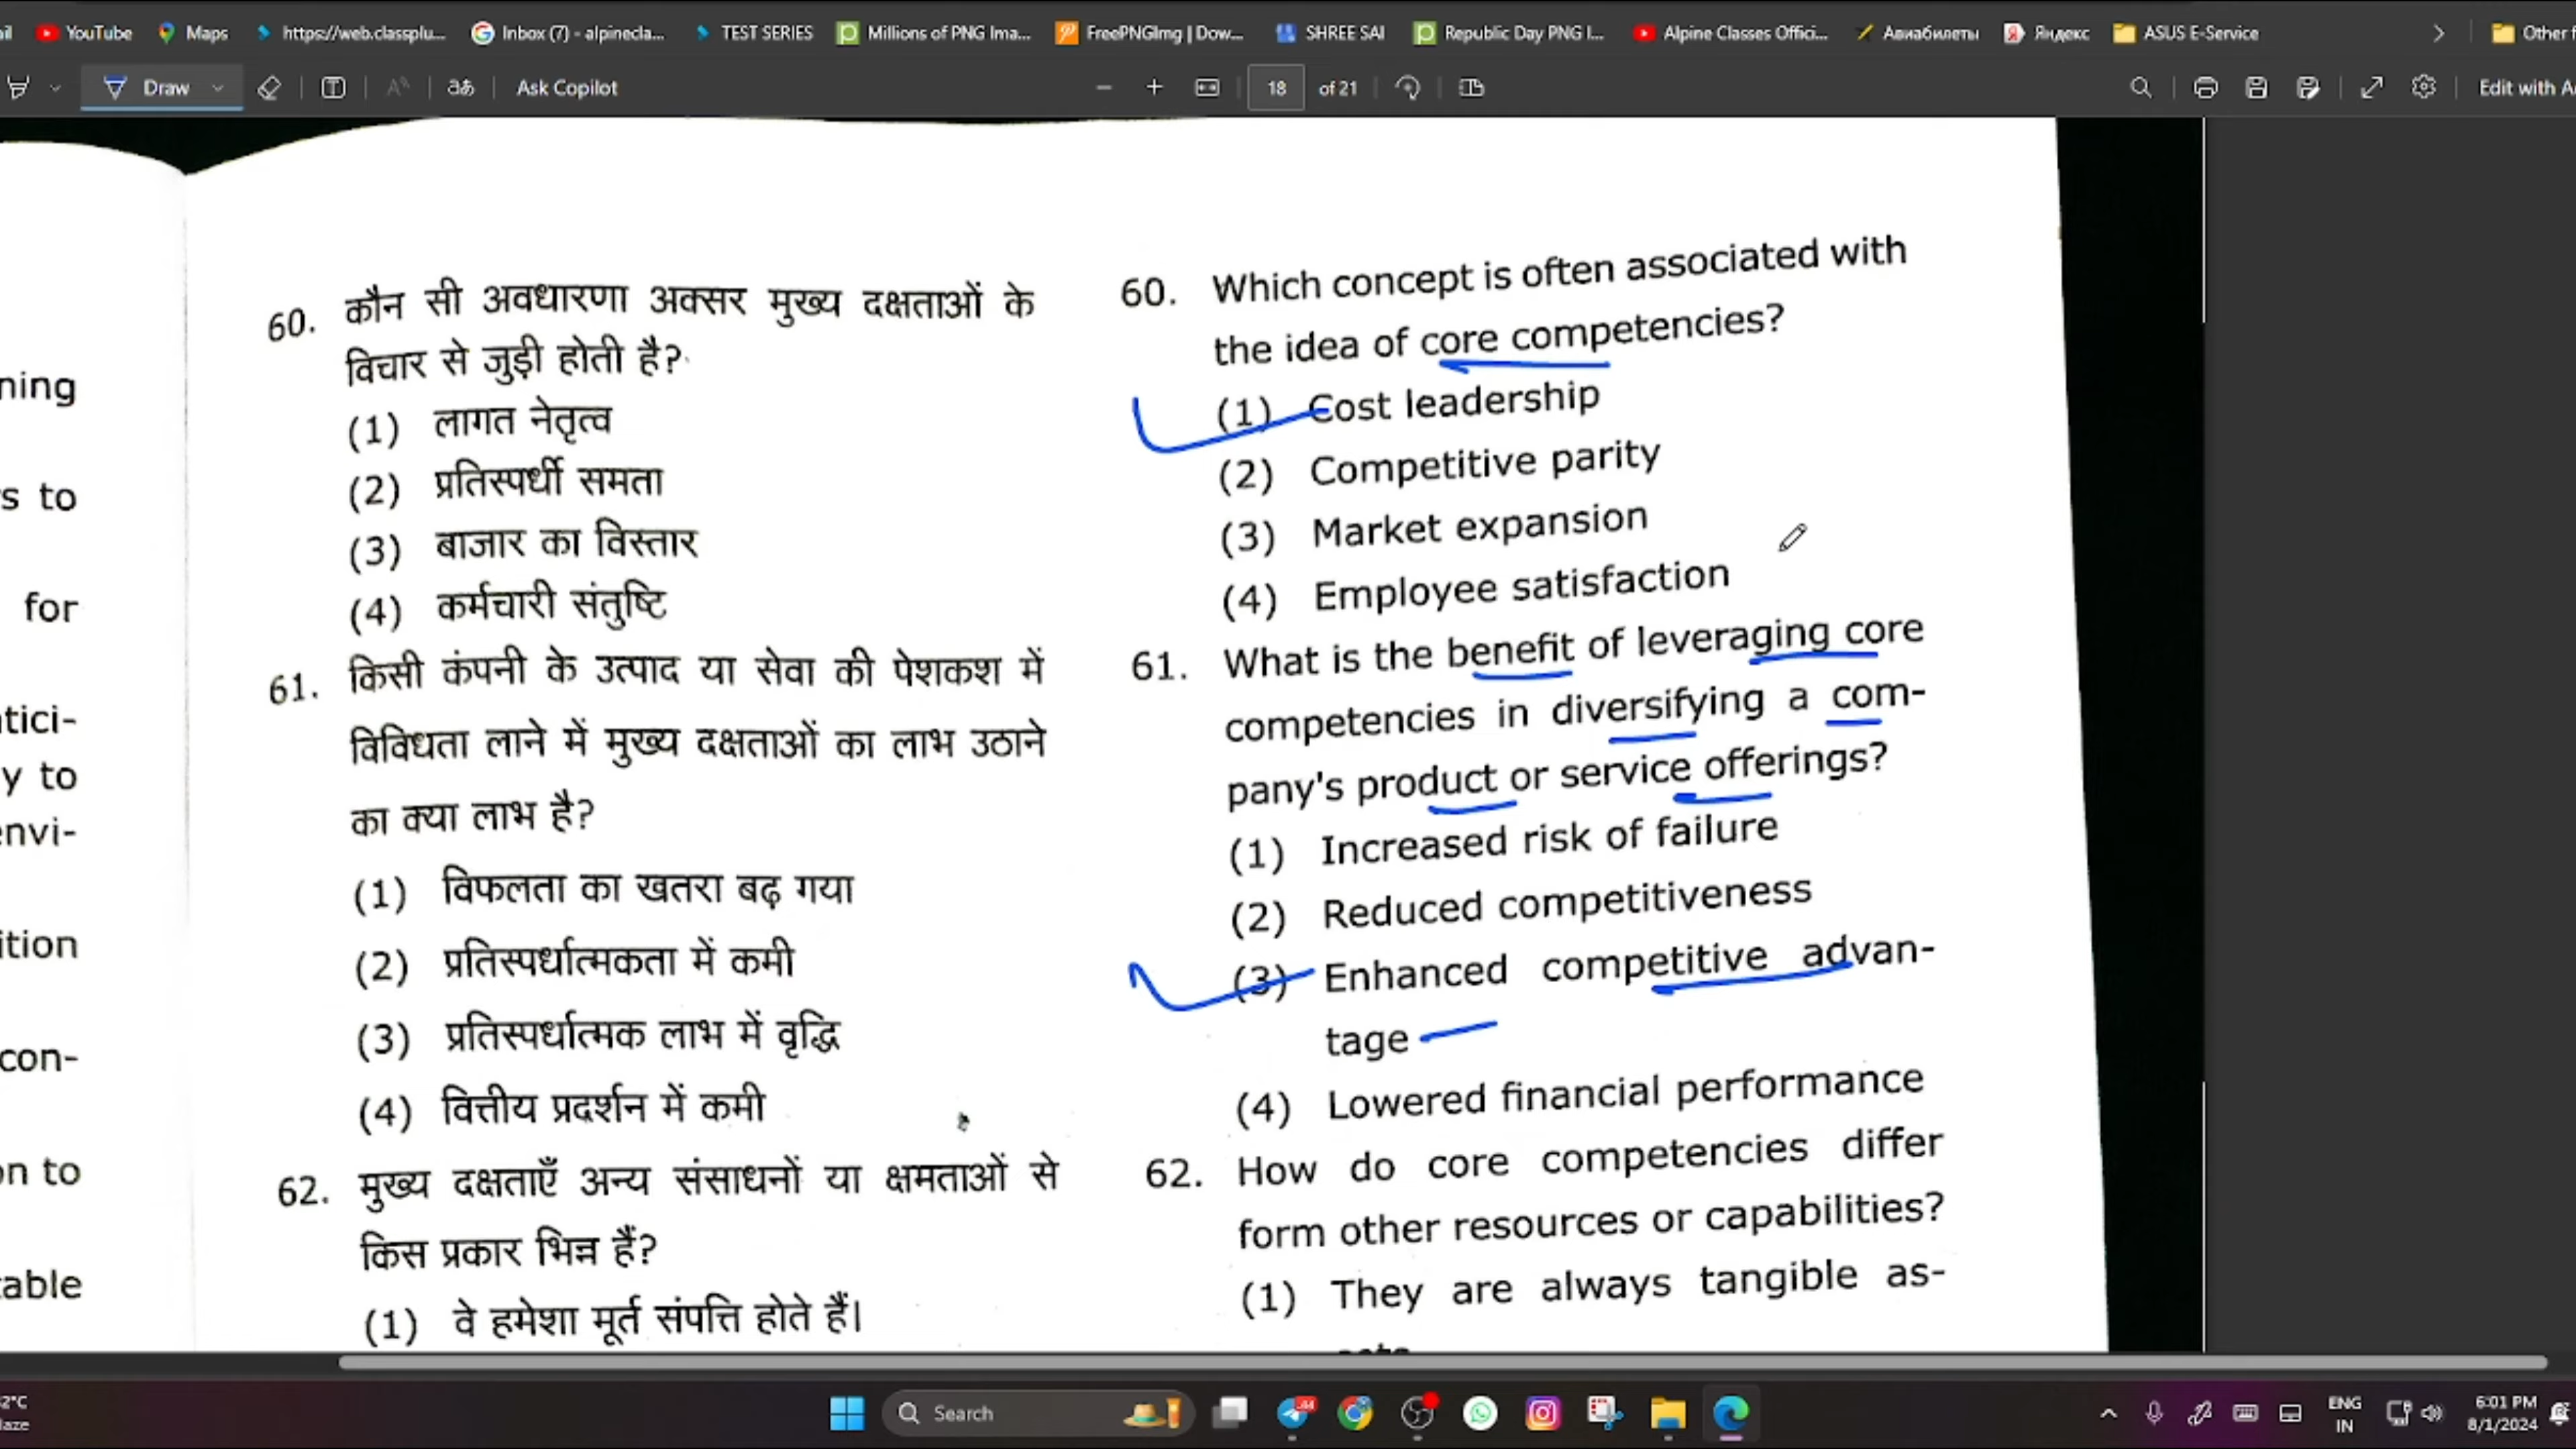 YouTube
Maps
https://web.classplu...
Inbox (7) - alpinecla...
TEST SERIES
Millions of PNG Ima...
FreePNGImg | Dow...
SHREE SAI
Republic Day PNG I...
Alpine Classes Offici...
Авиабилеты
Яндекс
ASUS E-Service
Other f
Draw
Ask Copilot
18 of 21
Edit with A
ning
s to
for
tici-
y to
envi-
ition
con-
on to
table
60. कौन सी अवधारणा अक्सर मुख्य दक्षताओं के
विचार से जुड़ी होती है?
(1) लागत नेतृत्व
(2) प्रतिस्पर्धी समता
(3) बाजार का विस्तार
(4) कर्मचारी संतुष्टि
61. किसी कंपनी के उत्पाद या सेवा की पेशकश में
विविधता लाने में मुख्य दक्षताओं का लाभ उठाने
का क्या लाभ है?
(1) विफलता का खतरा बढ़ गया
(2) प्रतिस्पर्धात्मकता में कमी
(3) प्रतिस्पर्धात्मक लाभ में वृद्धि
(4) वित्तीय प्रदर्शन में कमी
62. मुख्य दक्षताएँ अन्य संसाधनों या क्षमताओं से
किस प्रकार भिन्न हैं?
(1) वे हमेशा मूर्त संपत्ति होते हैं।
60. Which concept is often associated with
the idea of core competencies?
(1) Cost leadership
(2) Competitive parity
(3) Market expansion
(4) Employee satisfaction
61. What is the benefit of leveraging core
competencies in diversifying a com-
pany's product or service offerings?
(1) Increased risk of failure
(2) Reduced competitiveness
(3) Enhanced competitive advan-
tage
(4) Lowered financial performance
62. How do core competencies differ
form other resources or capabilities?
(1) They are always tangible as-
Search
ENG
IN
6:01 PM
8/1/2024